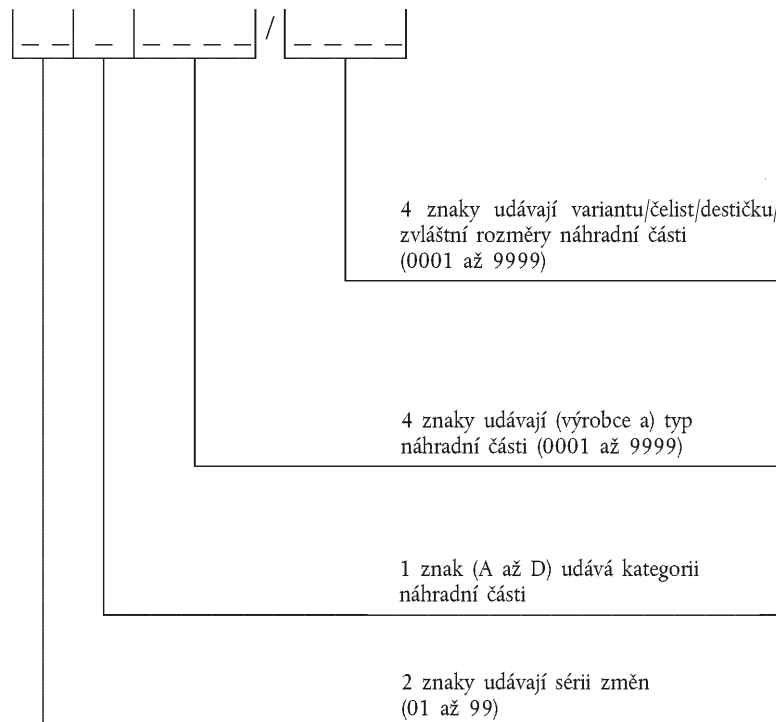 _ _ _ _ _ _ _ / _ _ _ _
4 znaky udávají variantu/čelist/destičku/
zvláštní rozměry náhradní části
(0001 až 9999)
4 znaky udávají (výrobce a) typ
náhradní části (0001 až 9999)
1 znak (A až D) udává kategorii
náhradní části
2 znaky udávají sérii změn
(01 až 99)